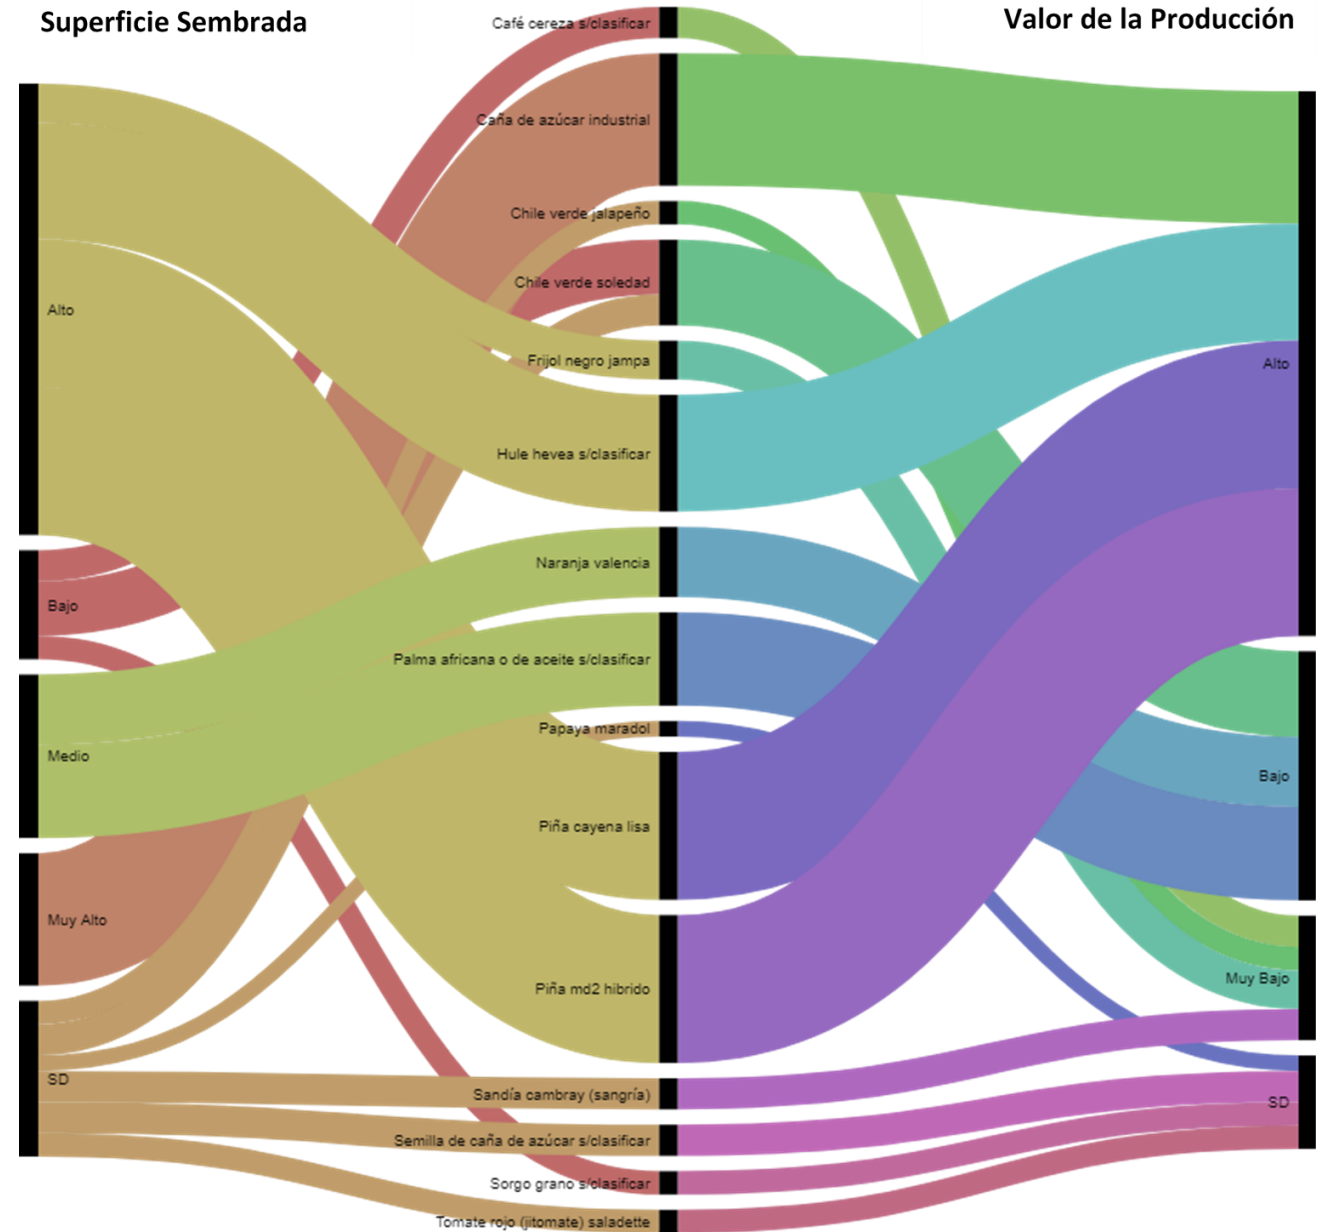 Superficie Sembrada
Valor de la Producción
Café cereza s/clasificar
Caña de azúcar industrial
Chile verde jalapeño
Chile verde soledad
Frijol negro jampa
Hule hevea s/clasificar
Naranja valencia
Palma africana o de aceite s/clasificar
Papaya maradol
Piña cayena lisa
Piña md2 hibrido
Sandía cambray (sangría)
Semilla de caña de azúcar s/clasificar
Sorgo grano s/clasificar
Tomate rojo (jitomate) saladette
Alto
Bajo
Medio
Muy Alto
SD
Alto
Bajo
Muy Bajo
SD